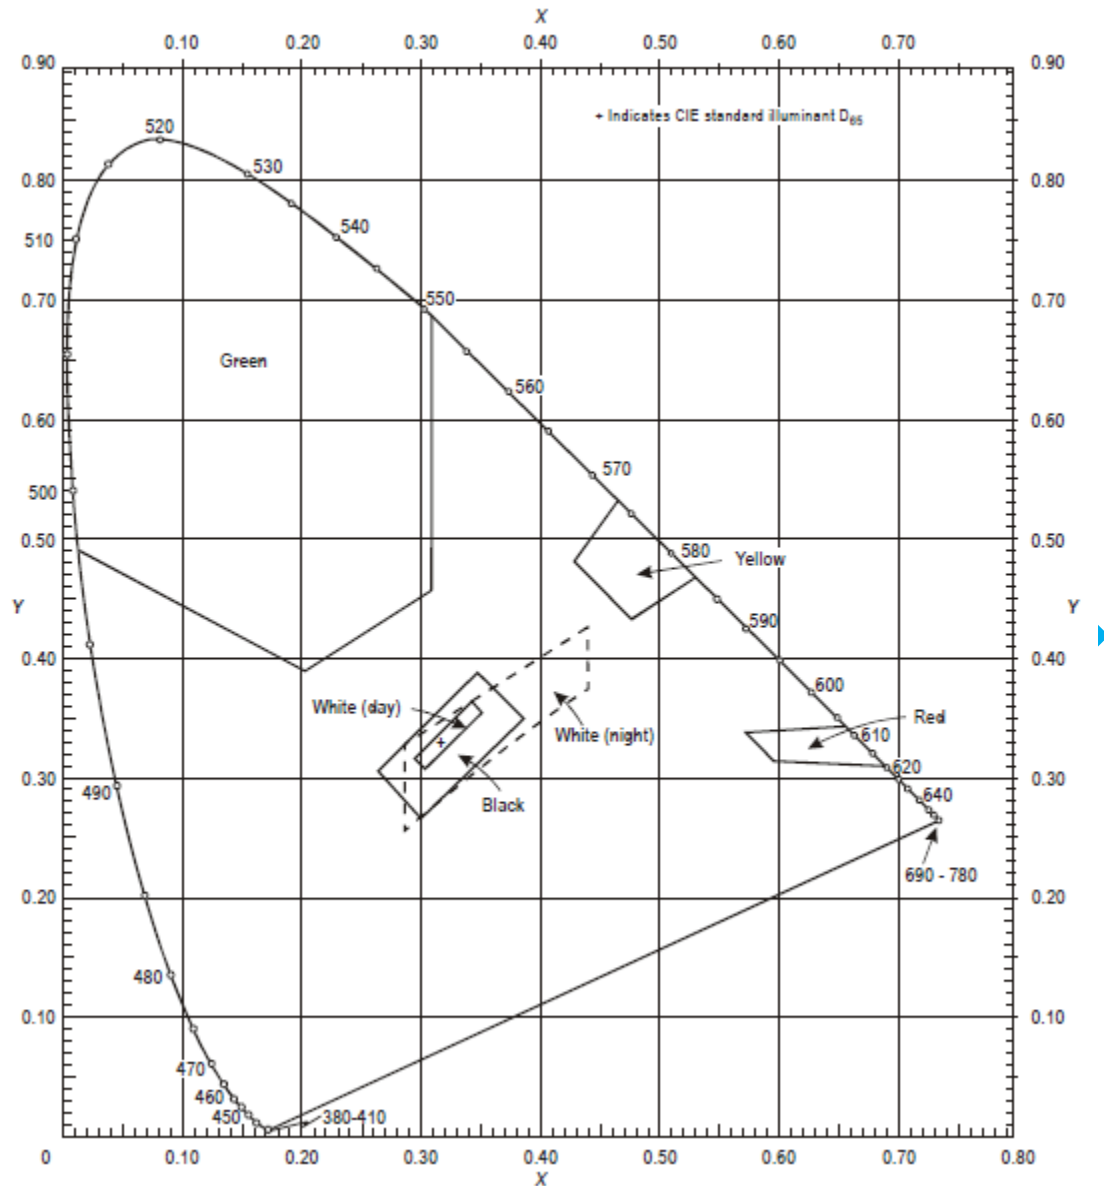 X
0.10 0.20 0.30 0.40 0.50 0.60 0.70
0.90 0.90
+ Indicates CIE standard illuminant D65
520
530
0.80 0.80
540
510
550
0.70 0.70
Green
560
0.60 0.60
570
500
0.50 0.50
580
Yellow
Y Y
590
0.40 0.40
600
White (day)
Red
White (night)
610
620
0.30 0.30
490
Black
640
690 - 780
0.20 0.20
480
0.10 0.10
470
460
450
380-410
0 0.10 0.20 0.30 0.40 0.50 0.60 0.70 0.80
X